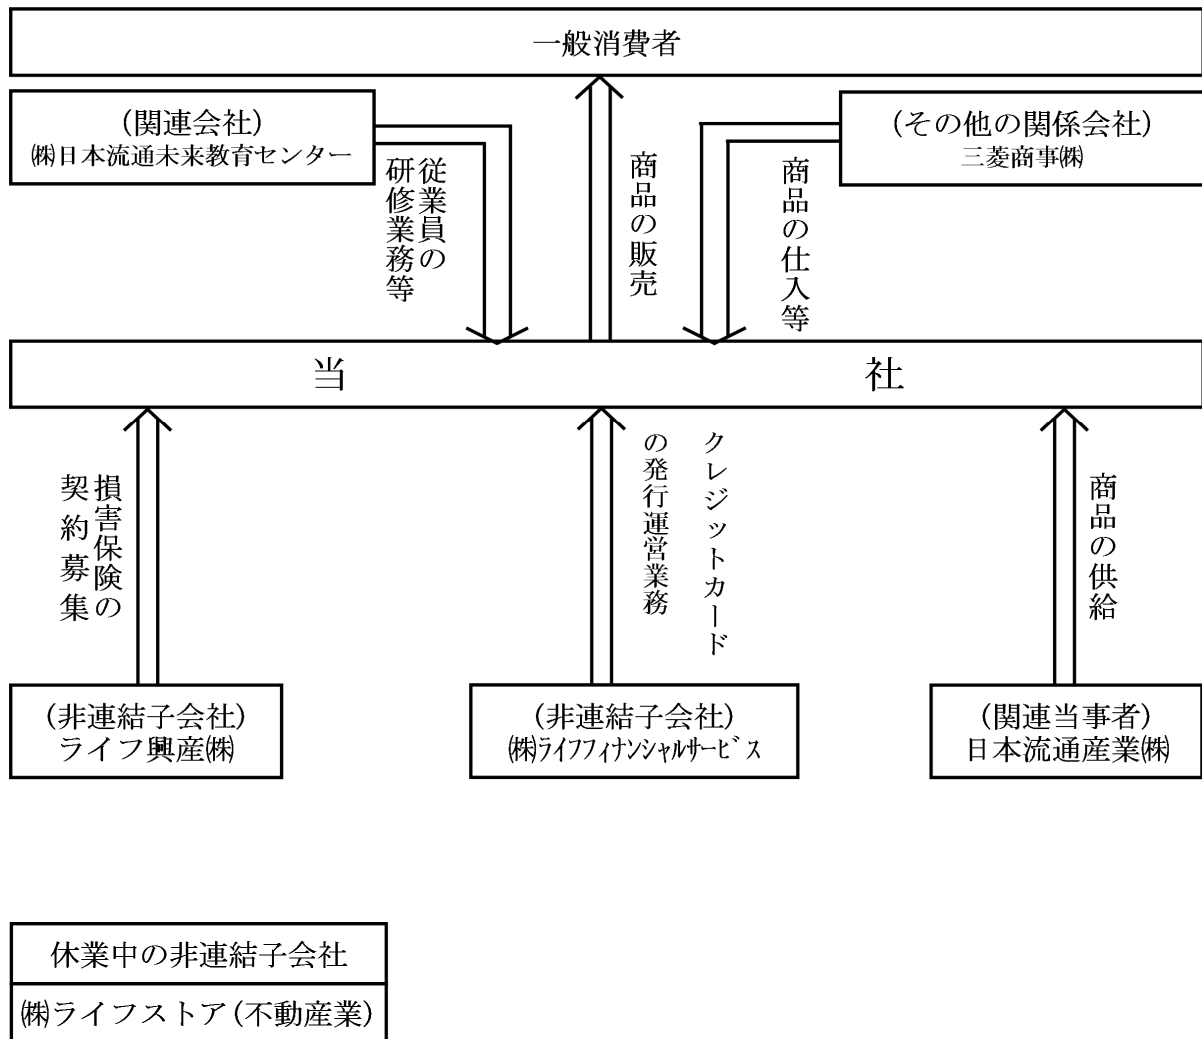 一般消費者
(関連会社)
㈱日本流通未来教育センター
(その他の関係会社)
三菱商事㈱
従業員の
研修業務等
商品の販売
商品の仕入等
当社
損害保険の
契約募集
クレジットカード
の発行運営業務
商品の供給
(非連結子会社)
ライフ興産㈱
(非連結子会社)
㈱ライフフィナンシャルサービス
(関連当事者)
日本流通産業㈱
休業中の非連結子会社
㈱ライフストア(不動産業)